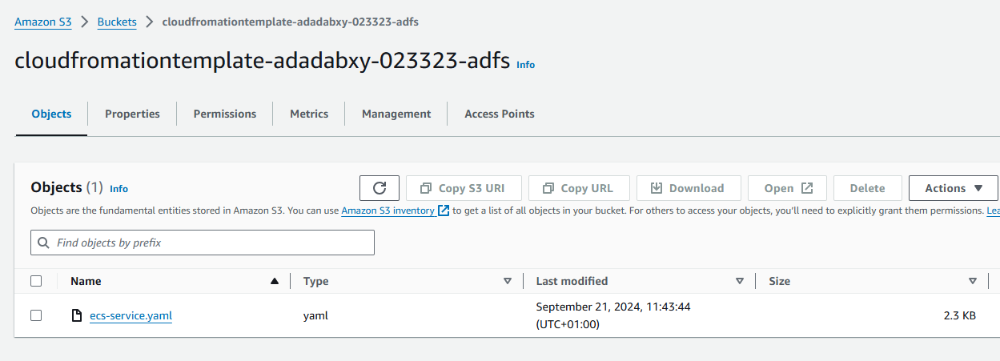 Amazon S3 > Buckets > cloudfromationtemplate-adadabxy-023323-adfs
cloudfromationtemplate-adadabxy-023323-adfs Info
Objects Properties Permissions Metrics Management Access Points
Objects (1) Info Copy S3 URI Copy URL Download Open Delete Actions
Objects are the fundamental entities stored in Amazon S3. You can use Amazon S3 inventory to get a list of all objects in your bucket. For others to access your objects, you'll need to explicitly grant them permissions. Lea
Find objects by prefix
Name Type Last modified Size
ecs-service.yaml yaml September 21, 2024, 11:43:44 2.3 KB
(UTC+01:00)